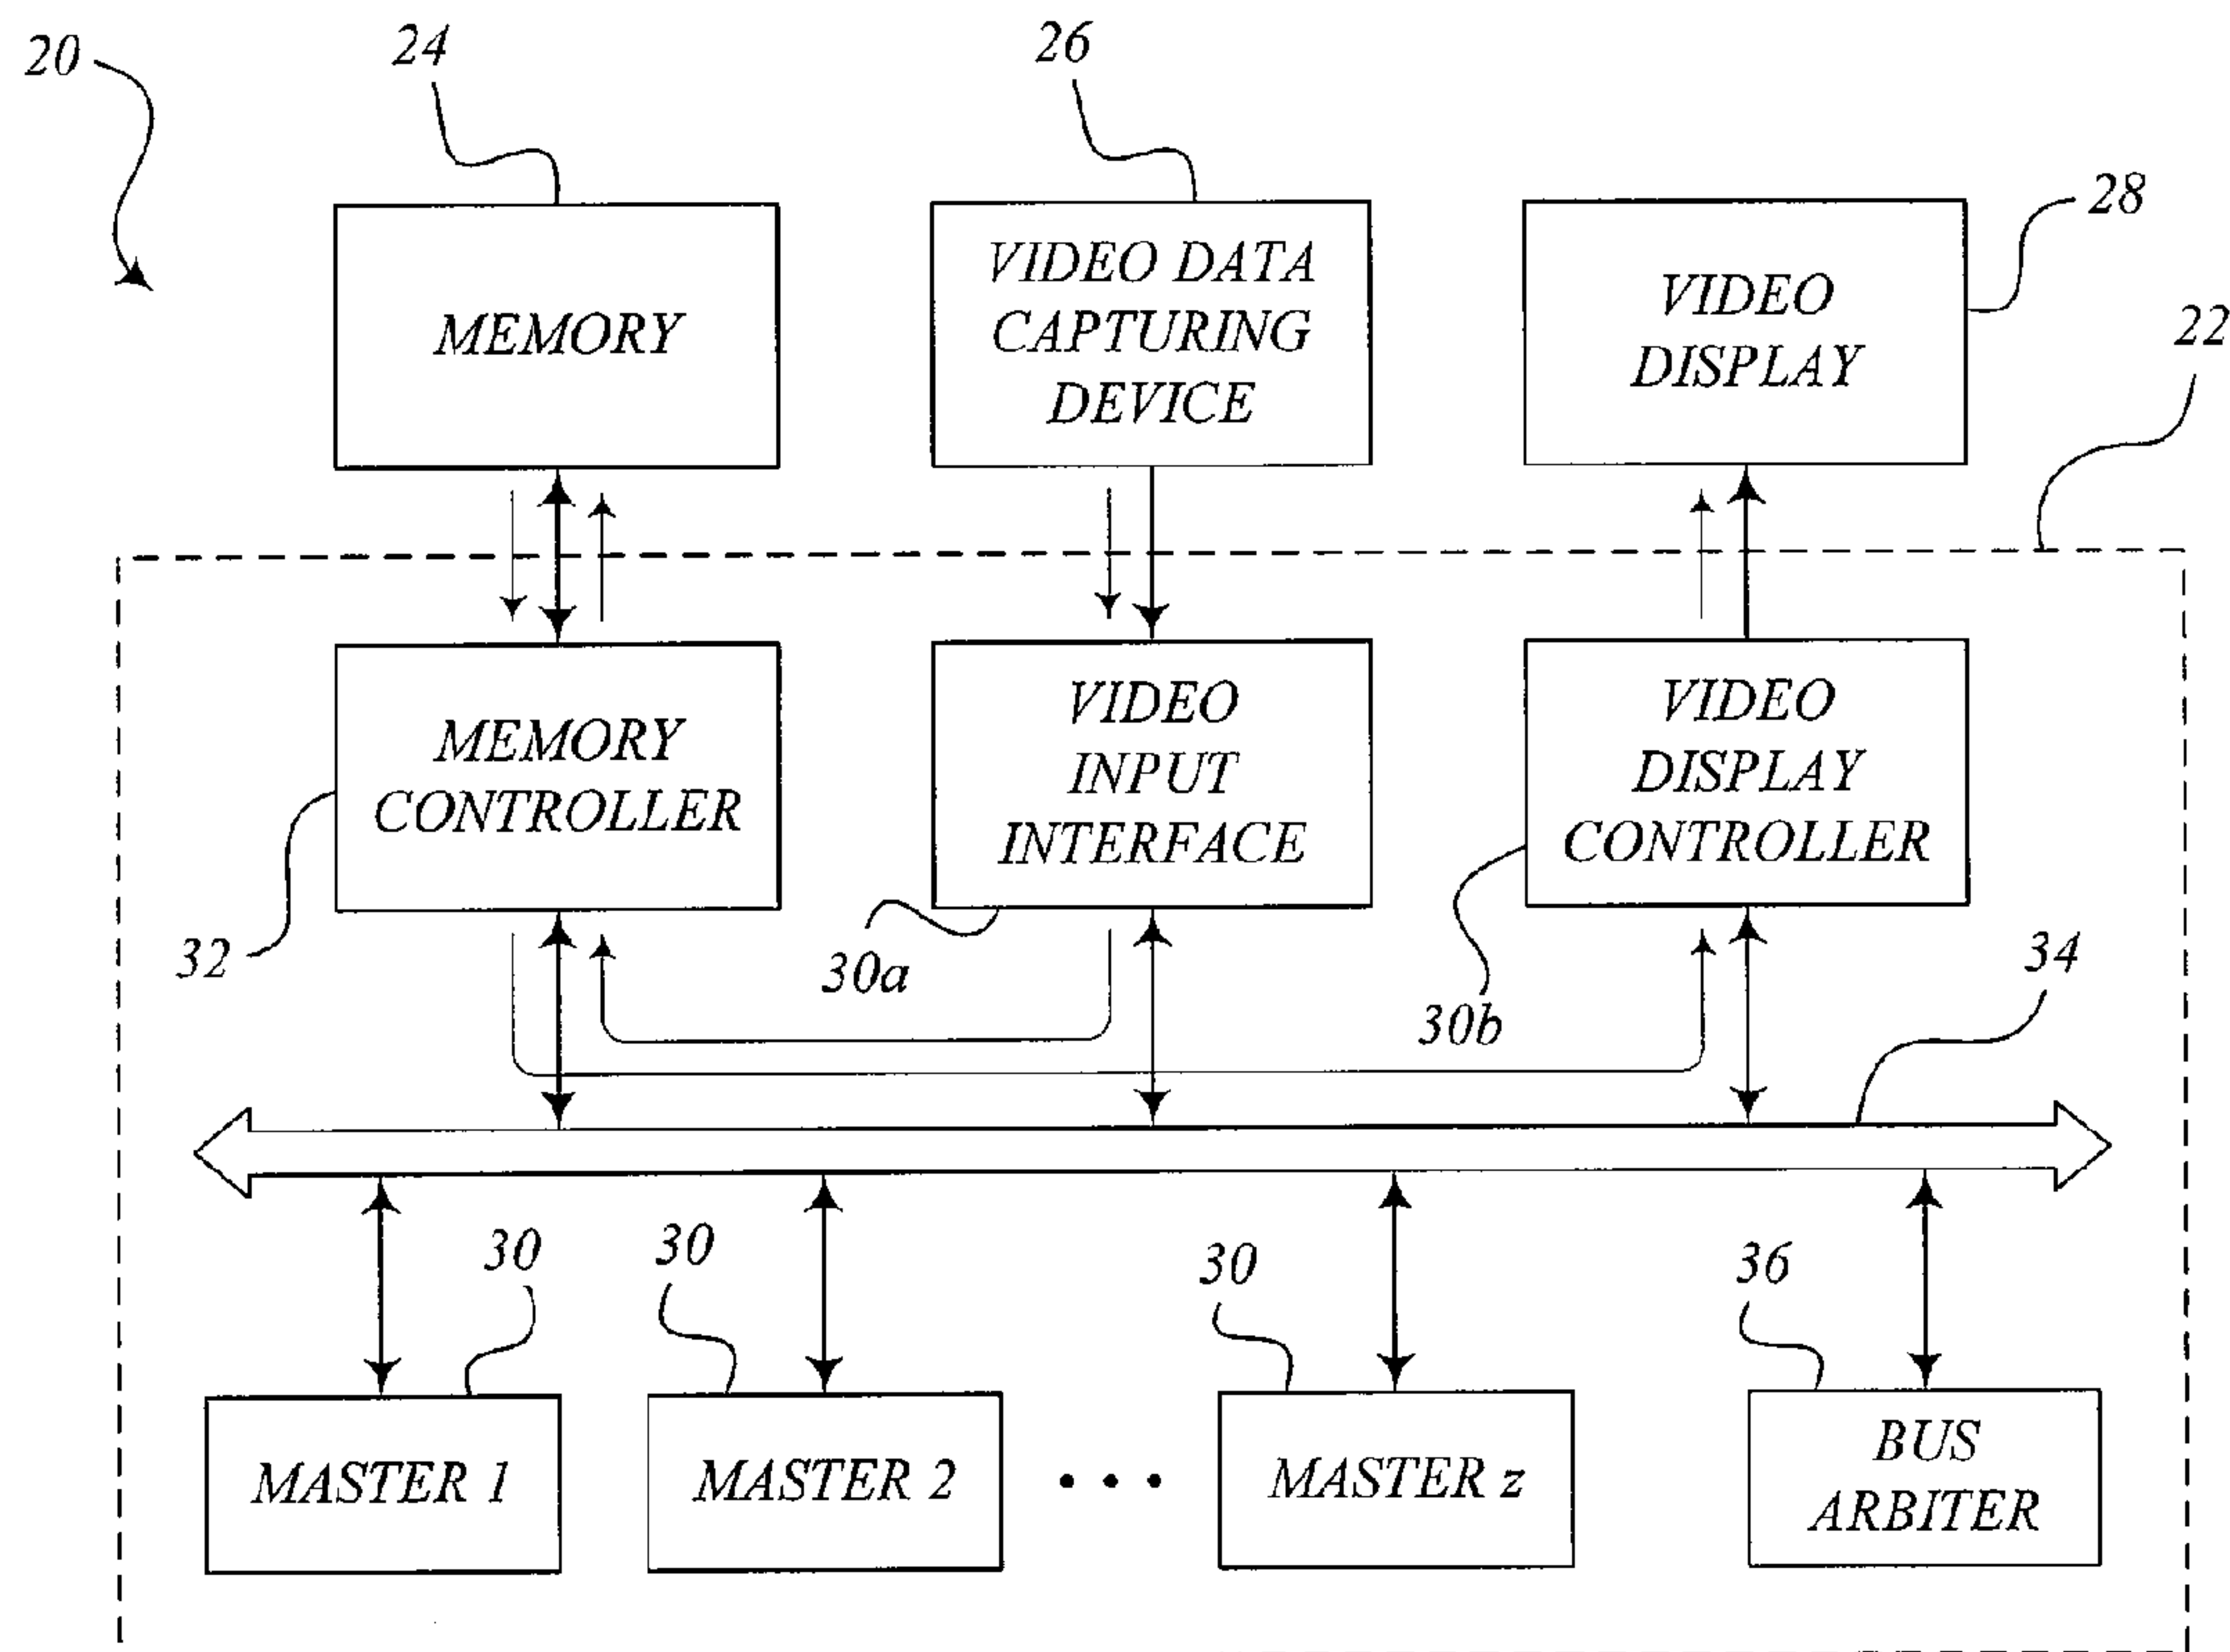 20
24
26
28
22
MEMORY
VIDEO DATA
CAPTURING
DEVICE
VIDEO
DISPLAY
MEMORY
CONTROLLER
VIDEO
INPUT
INTERFACE
VIDEO
DISPLAY
CONTROLLER
32
30a
30b
34
30
30
30
36
MASTER 1
MASTER 2
• • •
MASTER z
BUS
ARBITER